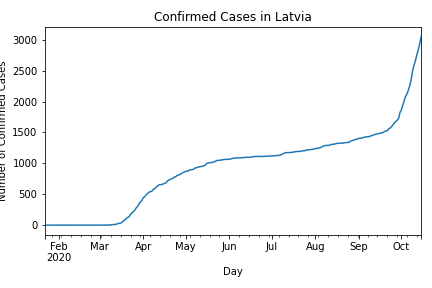 Confirmed Cases in Latvia
Number of Confirmed Cases
3000
2500
2000
1500
1000
500
0
Feb Mar Apr May Jun Jul Aug Sep Oct
2020
Day